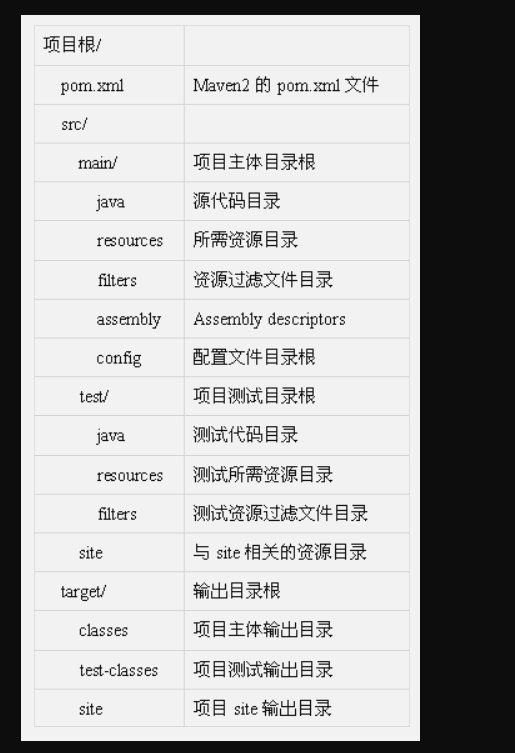 项目根/
pom.xml Maven2 的 pom.xml 文件
src/
main/ 项目主体目录根
java 源代码目录
resources 所需资源目录
filters 资源过滤文件目录
assembly Assembly descriptors
config 配置文件目录根
test/ 项目测试目录根
java 测试代码目录
resources 测试所需资源目录
filters 测试资源过滤文件目录
site 与 site 相关的资源目录
target/ 输出目录根
classes 项目主体输出目录
test-classes 项目测试输出目录
site 项目 site 输出目录